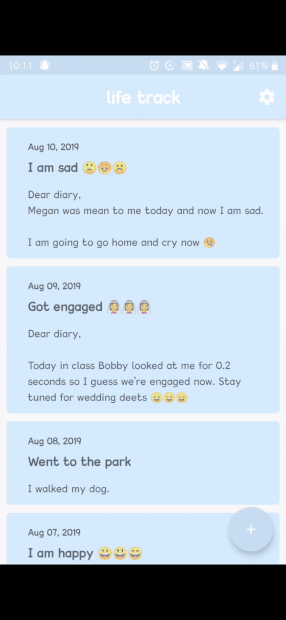 10:11 61%
life track
Aug 10, 2019
I am sad 🙁😢☹️
Dear diary,
Megan was mean to me today and now I am sad.
I am going to go home and cry now 😢
Aug 09, 2019
Got engaged 👰👰👰
Dear diary,
Today in class Bobby looked at me for 0.2
seconds so I guess we're engaged now. Stay
tuned for wedding deets 😄😄😄
Aug 08, 2019
Went to the park
I walked my dog.
+
Aug 07, 2019
I am happy 😀😃😀